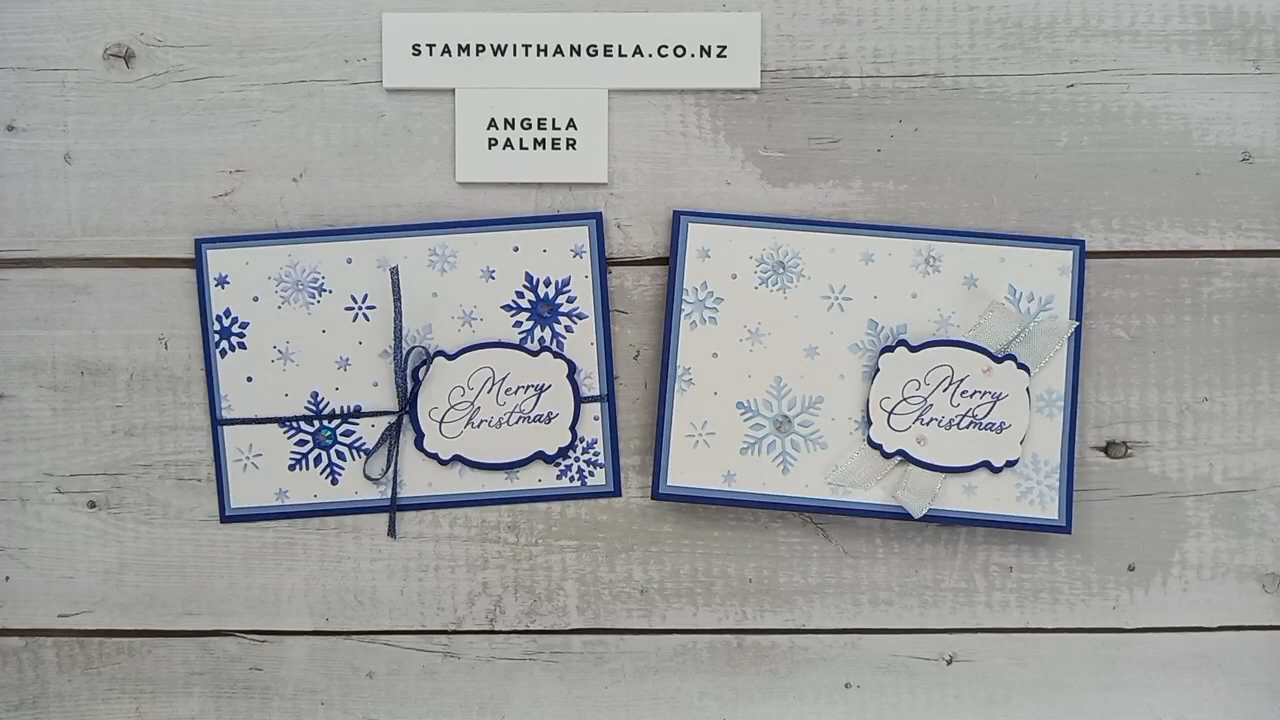 STAMPWITHANGELA.CO.NZ
ANGELA
PALMER
Merry
Christmas
Merry
Christmas